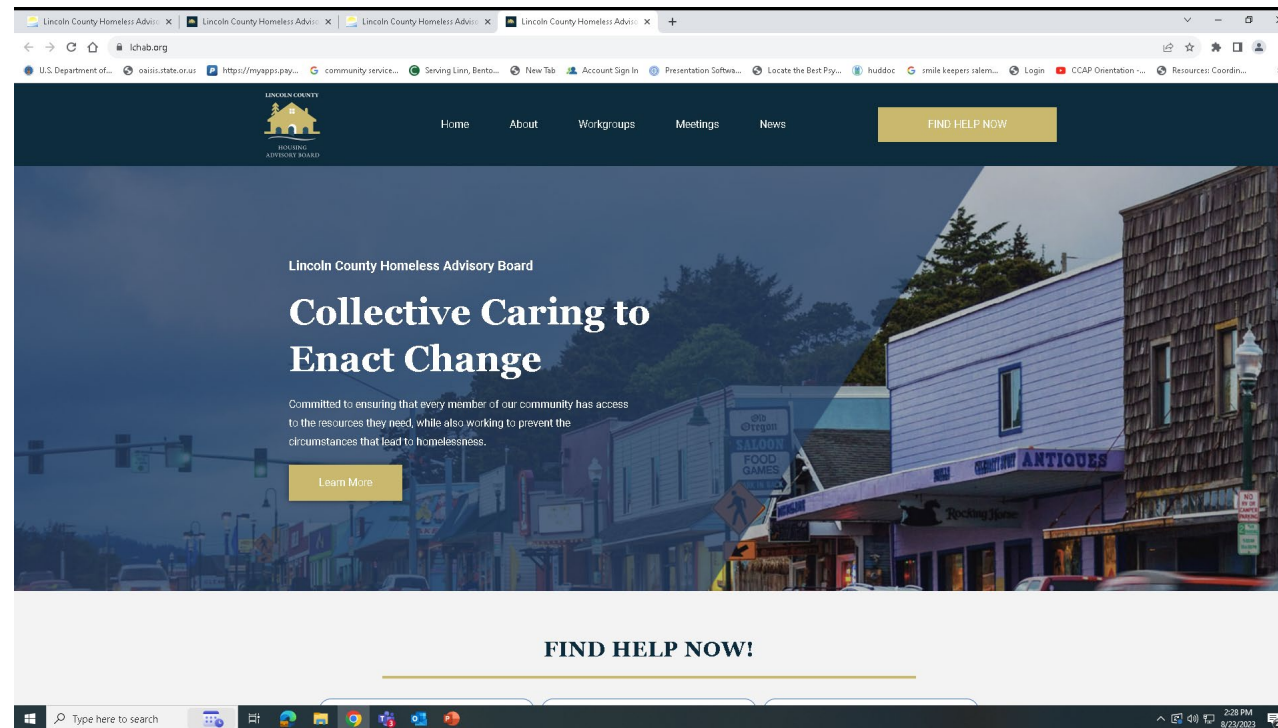 Lincoln County Homeless Adviso
Lincoln County Homeless Adviso
Lincoln County Homeless Adviso
Lincoln County Homeless Adviso
lchab.org
U.S. Department of...
oaisis.state.or.us
https://myapps.pay...
community service...
Serving Linn, Bento...
New Tab
Account Sign In
Presentation Softwa...
Locate the Best Psy...
huddoc
smile keepers salem...
Login
CCAP Orientation -...
Resources: Coordin...
LINCOLN COUNTY
HOUSING
ADVISORY BOARD
Home
About
Workgroups
Meetings
News
FIND HELP NOW
Lincoln County Homeless Advisory Board
Collective Caring to
Enact Change
Committed to ensuring that every member of our community has access
to the resources they need, while also working to prevent the
circumstances that lead to homelessness.
Learn More
Old
Oregon
SALOON
FOOD
GAMES
ANTIQUES
Rocking Horse
NO
FIND HELP NOW!
Type here to search
2:28 PM
8/23/2023